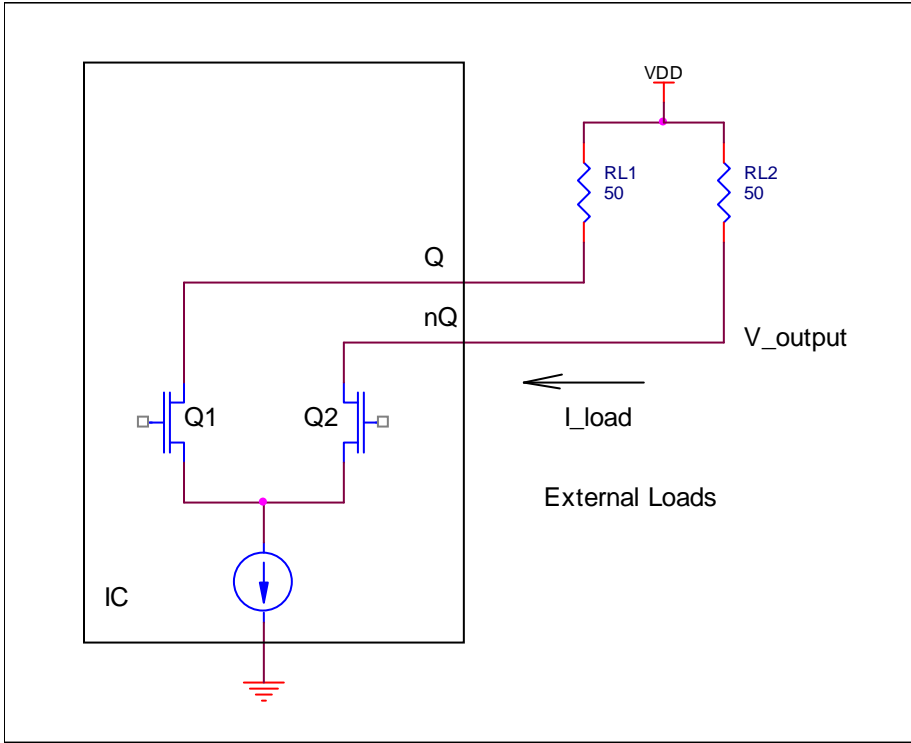 VDD
RL1
50
RL2
50
Q
nQ
V_output
Q1
Q2
I_load
External Loads
IC